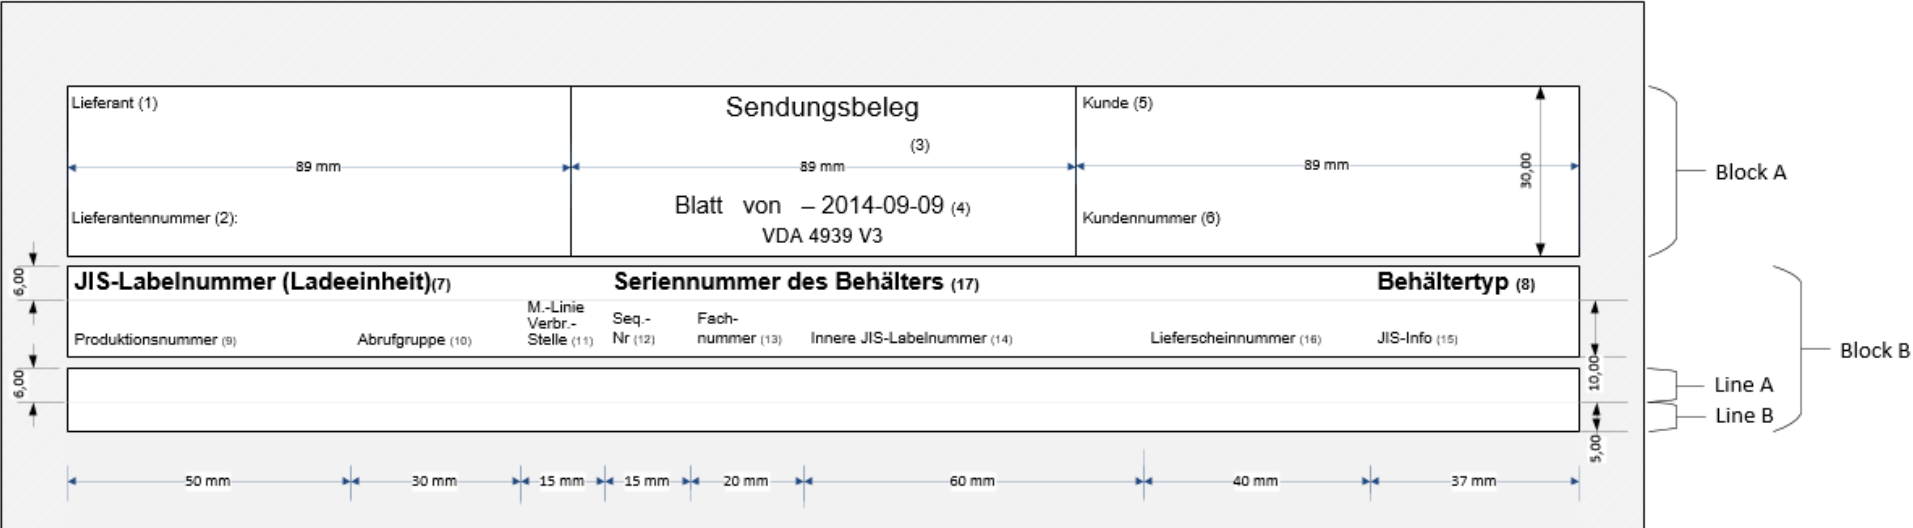 Lieferant (1)
Sendungsbeleg
Kunde (5)
(3)
89 mm
89 mm
89 mm
30,00
Block A
Lieferantennummer (2):
Blatt von – 2014-09-09 (4)
Kundennummer (6)
VDA 4939 V3
6,00
JIS-Labelnummer (Ladeeinheit)(7)
Seriennummer des Behälters (17)
Behältertyp (8)
Produktionsnummer (9)
Abrufgruppe (10)
M.-Linie
Verbr.-
Stelle (11)
Seq.-
Nr (12)
Fach-
nummer (13)
Innere JIS-Labelnummer (14)
Lieferscheinnummer (16)
JIS-Info (15)
10,00
Block B
6,00
Line A
Line B
5,00
50 mm
30 mm
15 mm
15 mm
20 mm
60 mm
40 mm
37 mm